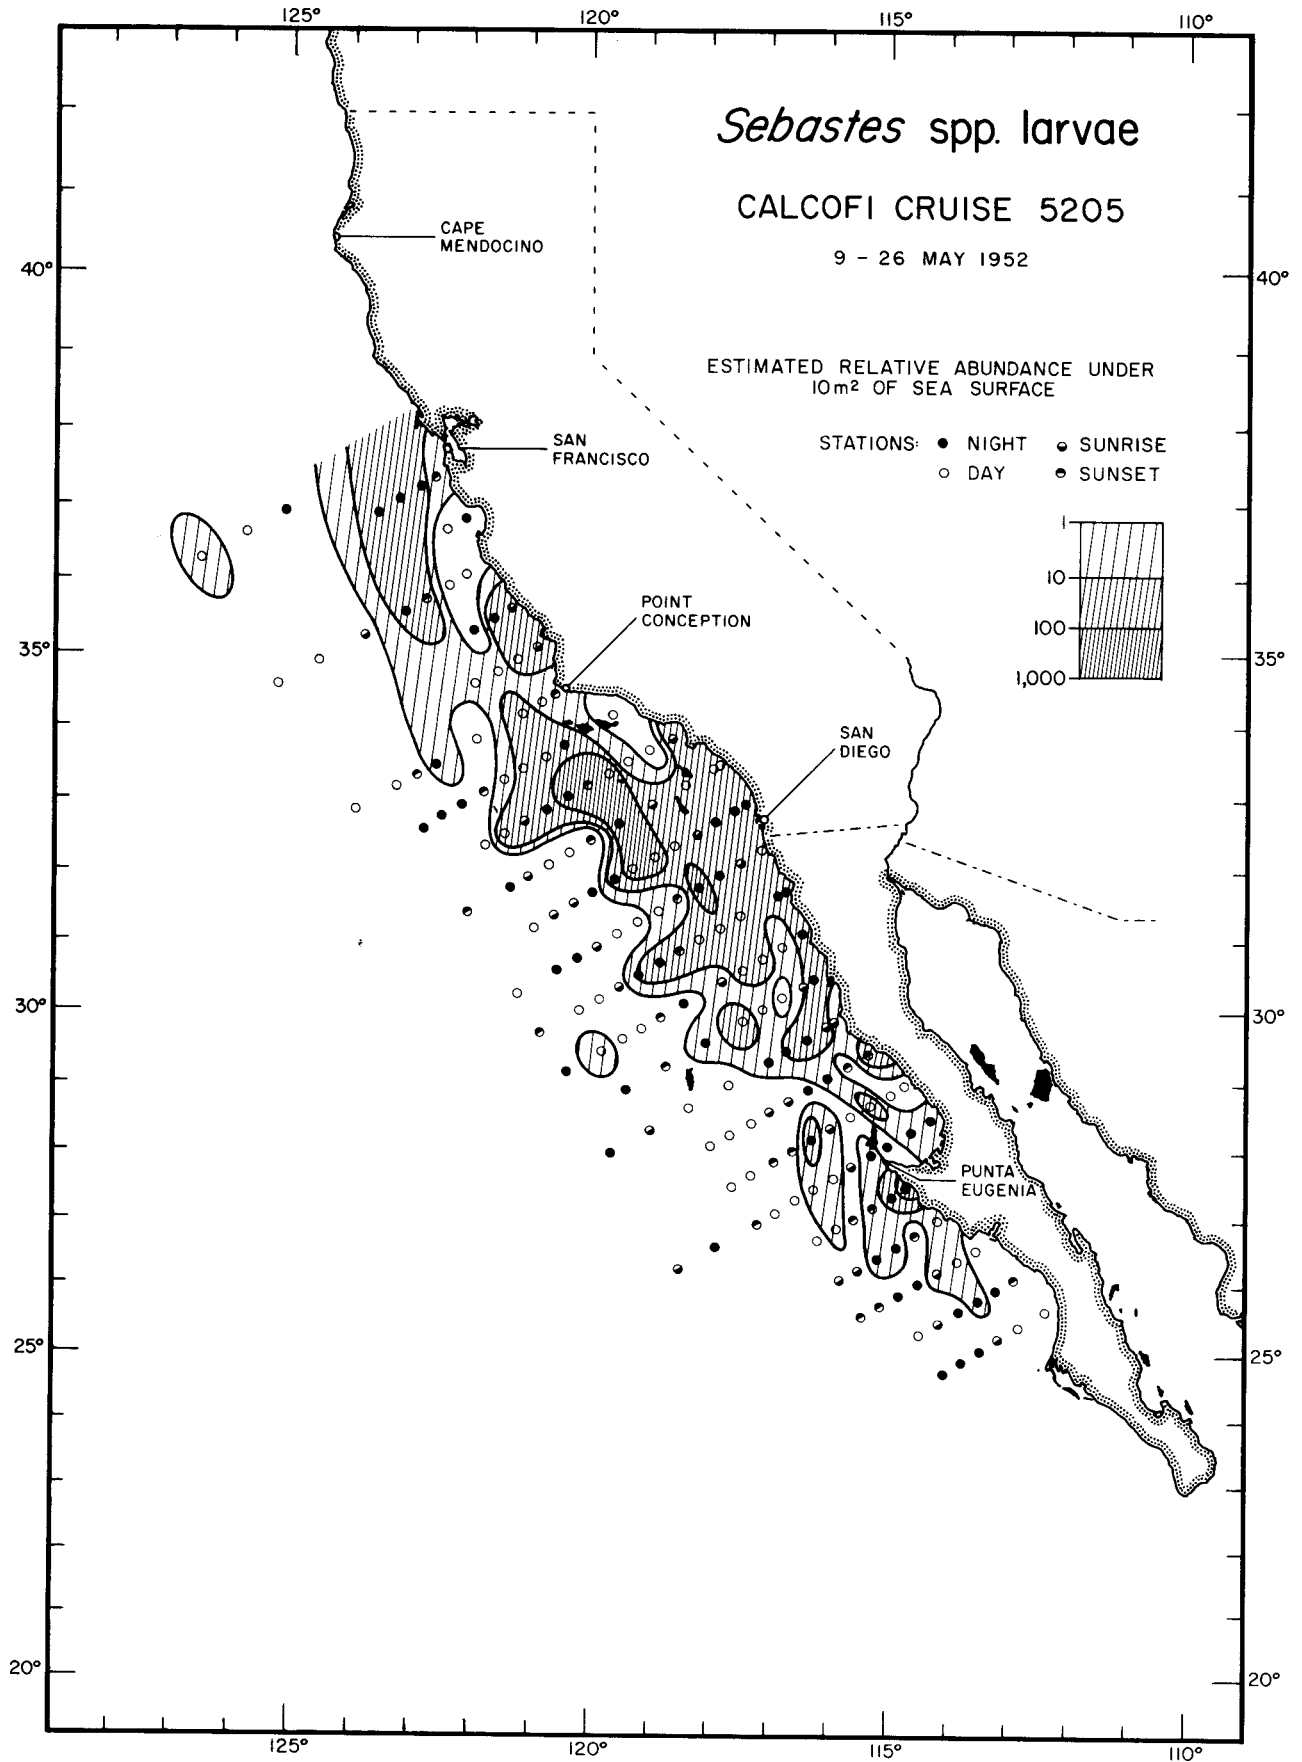 125°
120°
115°
110°
Sebastes spp. larvae
CALCOFI CRUISE 5205
9 – 26 MAY 1952
CAPE
MENDOCINO
40°
40°
ESTIMATED RELATIVE ABUNDANCE UNDER
10m² OF SEA SURFACE
STATIONS: ● NIGHT ◒ SUNRISE
○ DAY ◓ SUNSET
SAN
FRANCISCO
1
10
100
1,000
POINT
CONCEPTION
35°
35°
SAN
DIEGO
30°
30°
PUNTA
EUGENIA
25°
25°
20°
20°
125°
120°
115°
110°